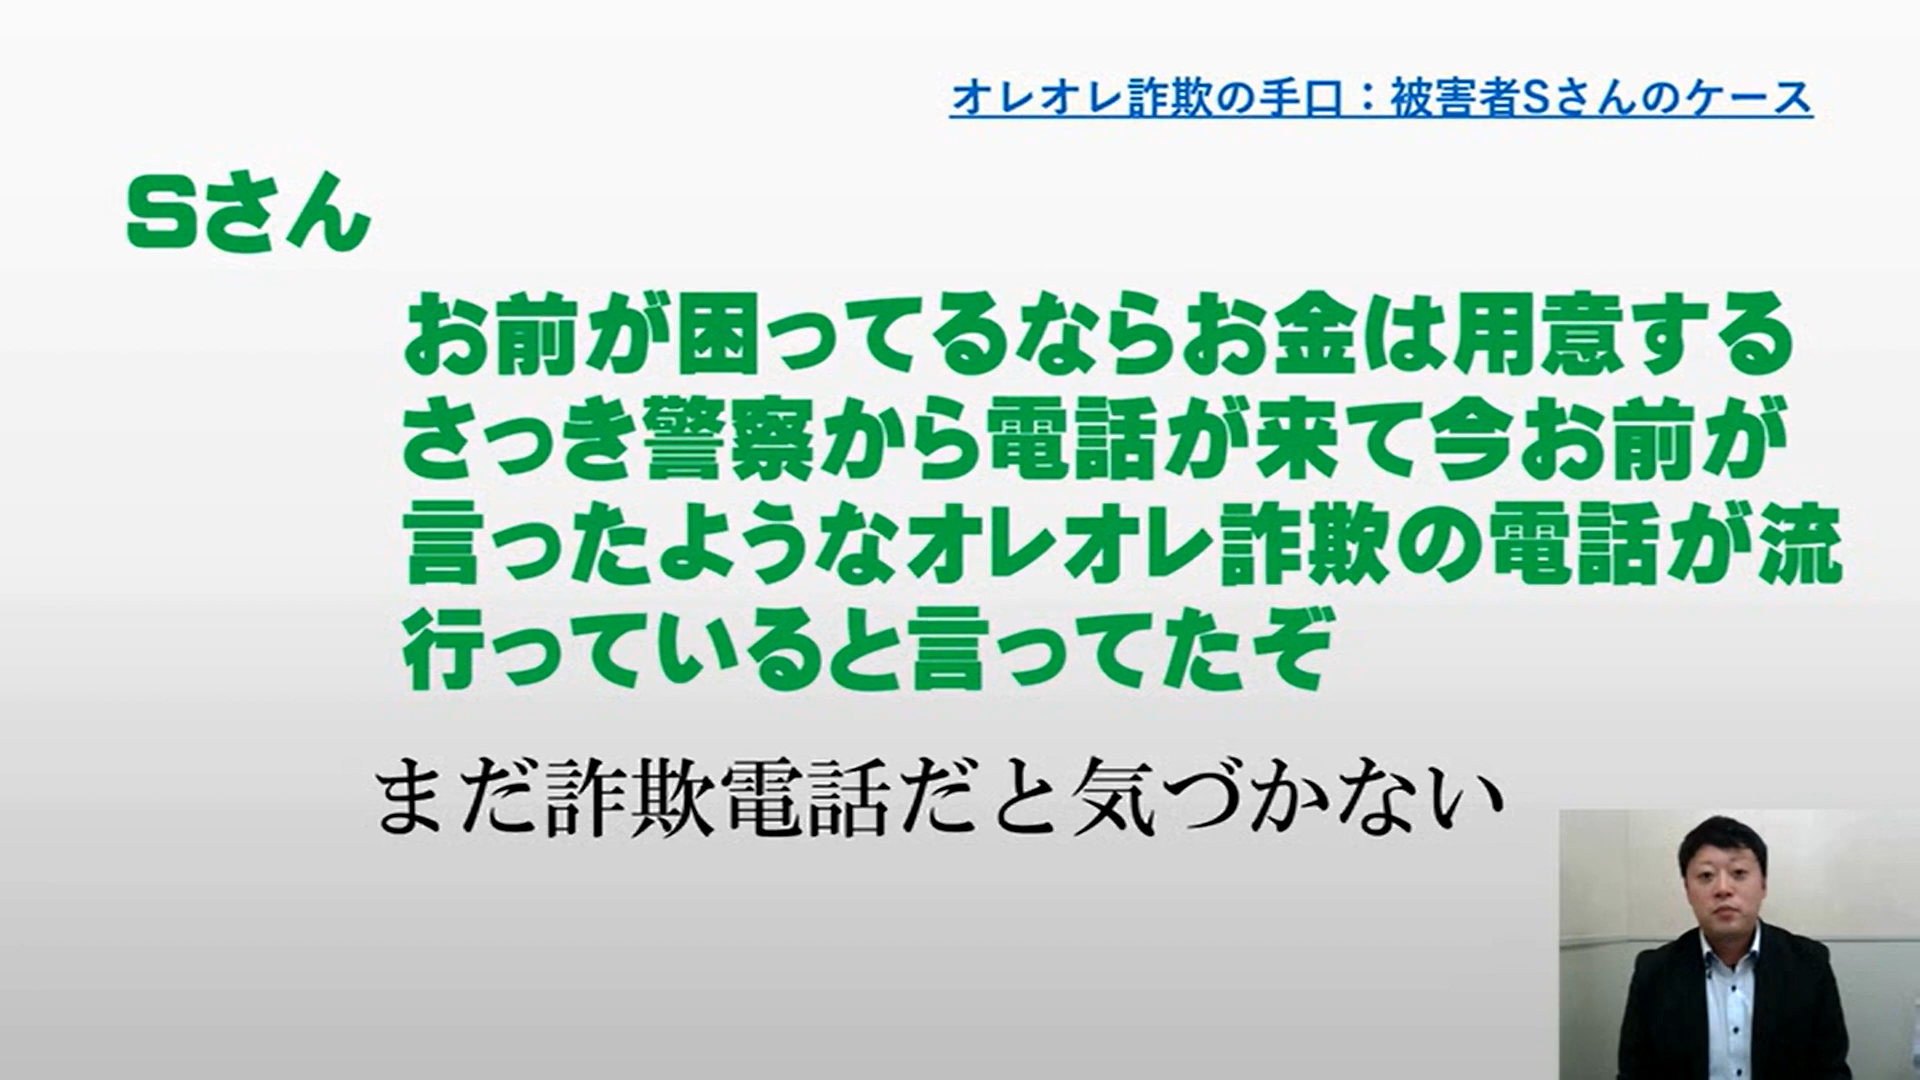 オレオレ詐欺の手口：被害者Sさんのケース
Sさん
お前が困ってるならお金は用意する
さっき警察から電話が来て今お前が
言ったようなオレオレ詐欺の電話が流
行っていると言ってたぞ
まだ詐欺電話だと気づかない